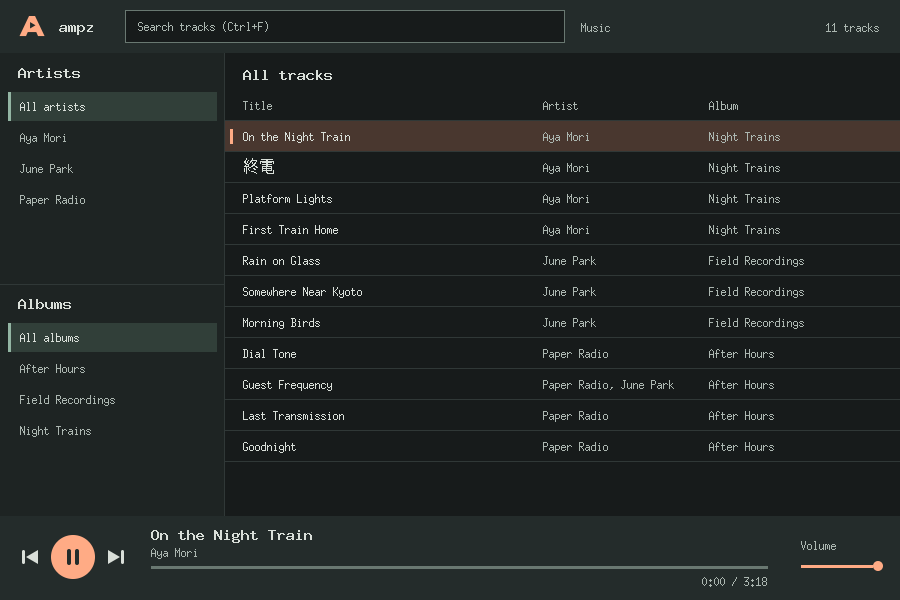 A ampz Search tracks (Ctrl+F) Music 11 tracks
Artists
All artists
Aya Mori
June Park
Paper Radio
Albums
All albums
After Hours
Field Recordings
Night Trains
All tracks
Title Artist Album
On the Night Train Aya Mori Night Trains
終電 Aya Mori Night Trains
Platform Lights Aya Mori Night Trains
First Train Home Aya Mori Night Trains
Rain on Glass June Park Field Recordings
Somewhere Near Kyoto June Park Field Recordings
Morning Birds June Park Field Recordings
Dial Tone Paper Radio After Hours
Guest Frequency Paper Radio, June Park After Hours
Last Transmission Paper Radio After Hours
Goodnight Paper Radio After Hours
On the Night Train
Aya Mori
0:00 / 3:18
Volume